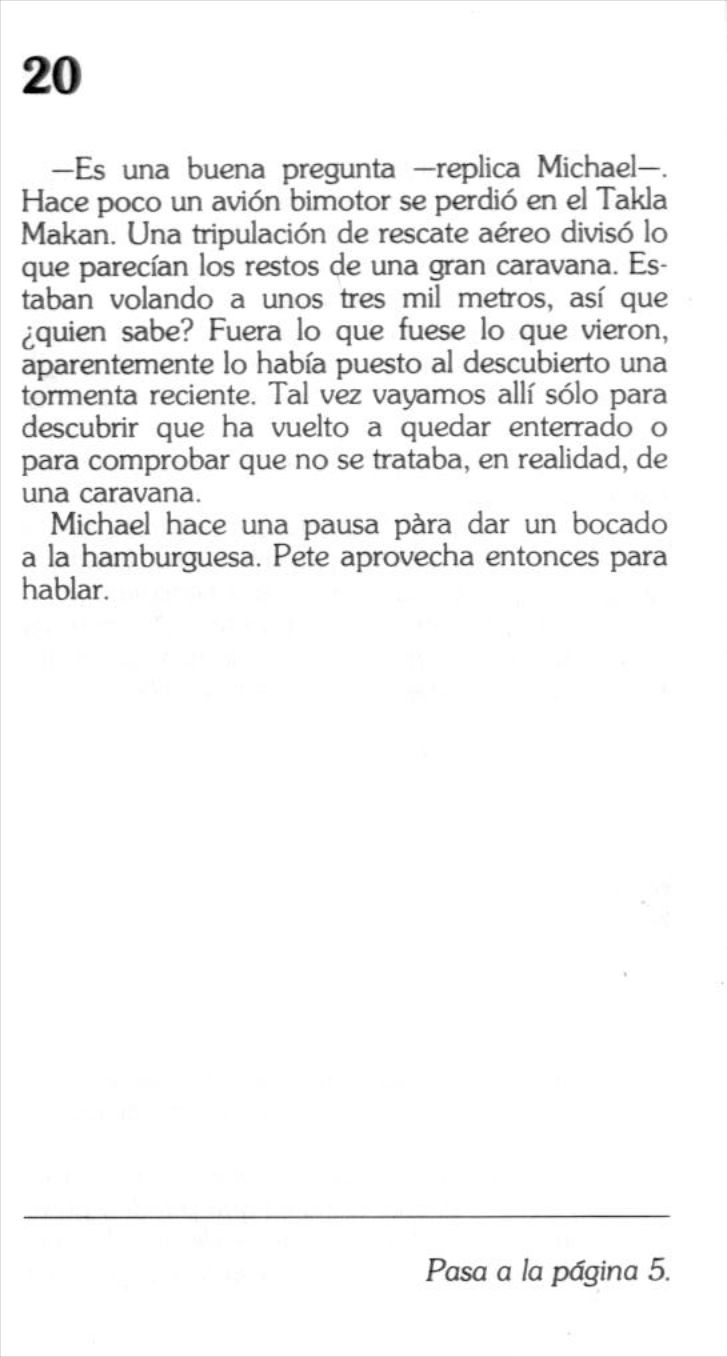 20
—Es una buena pregunta —replica Michael—.
Hace poco un avión bimotor se perdió en el Takla
Makan. Una tripulación de rescate aéreo divisó lo
que parecían los restos de una gran caravana. Es-
taban volando a unos tres mil metros, así que
¿quien sabe? Fuera lo que fuese lo que vieron,
aparentemente lo había puesto al descubierto una
tormenta reciente. Tal vez vayamos allí sólo para
descubrir que ha vuelto a quedar enterrado o
para comprobar que no se trataba, en realidad, de
una caravana.
Michael hace una pausa pàra dar un bocado
a la hamburguesa. Pete aprovecha entonces para
hablar.
Pasa a la página 5.